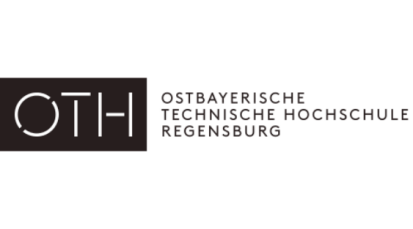 OTH
OSTBAYERISCHE
TECHNISCHE HOCHSCHULE
REGENSBURG